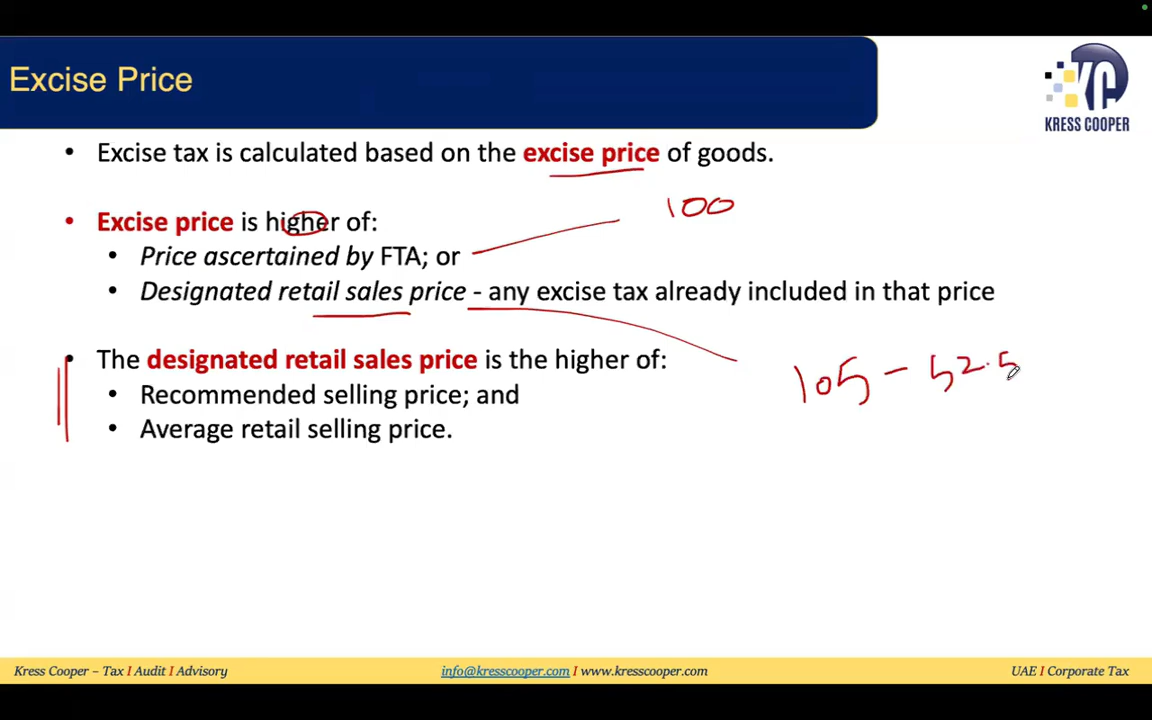 Excise Price
KC
KRESS COOPER
• Excise tax is calculated based on the excise price of goods.
100
• Excise price is higher of:
• Price ascertained by FTA; or
• Designated retail sales price - any excise tax already included in that price
• The designated retail sales price is the higher of:
105 - 52.5
• Recommended selling price; and
• Average retail selling price.
Kress Cooper – Tax I Audit I Advisory
info@kresscooper.com I www.kresscooper.com
UAE I Corporate Tax